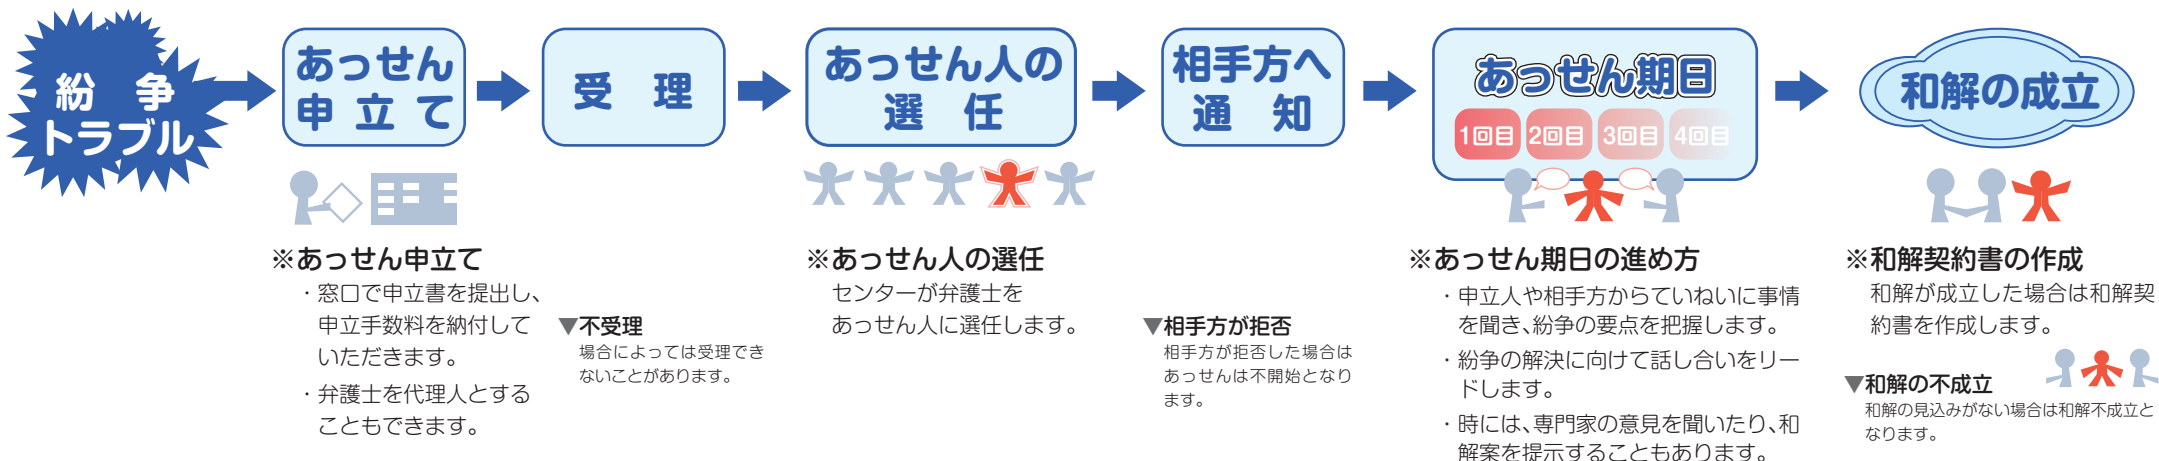 紛　争
トラブル
あっせん
申 立 て
受　理
あっせん人の
選　任
相手方へ
通　知
あっせん期日
1回目 2回目 3回目 4回目
和解の成立
※あっせん申立て
・窓口で申立書を提出し、
申立手数料を納付して
いただきます。
・弁護士を代理人とする
こともできます。
▼不受理
場合によっては受理でき
ないことがあります。
※あっせん人の選任
センターが弁護士を
あっせん人に選任します。
▼相手方が拒否
相手方が拒否した場合は
あっせんは不開始となり
ます。
※あっせん期日の進め方
・申立人や相手方からていねいに事情
を聞き、紛争の要点を把握します。
・紛争の解決に向けて話し合いをリー
ドします。
・時には、専門家の意見を聞いたり、和
解案を提示することもあります。
※和解契約書の作成
和解が成立した場合は和解契
約書を作成します。
▼和解の不成立
和解の見込みがない場合は和解不成立と
なります。